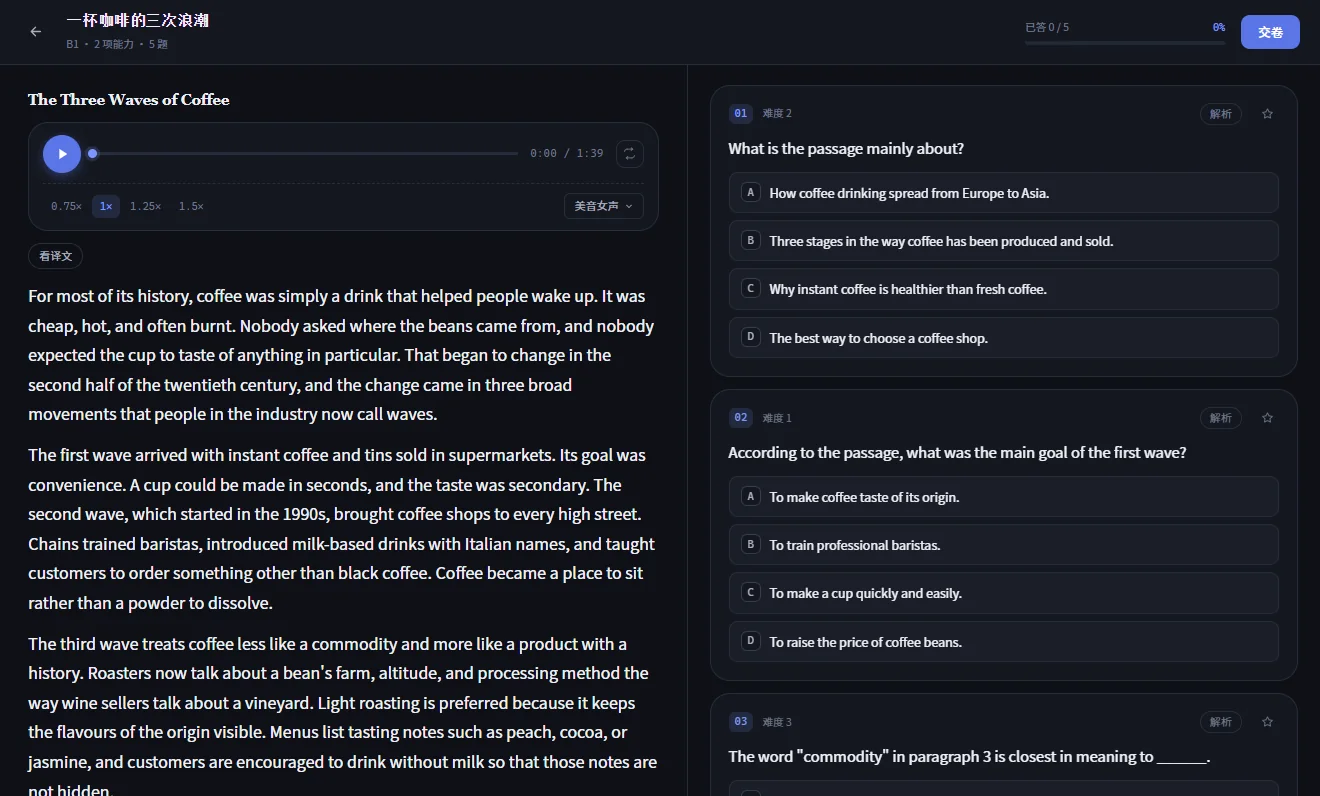 一杯咖啡的三次浪潮
B1 · 2 项能力 · 5 题
已答 0 / 5
0%
交卷
The Three Waves of Coffee
0:00 / 1:39
0.75×
1×
1.25×
1.5×
美音女声
看译文
For most of its history, coffee was simply a drink that helped people wake up. It was
cheap, hot, and often burnt. Nobody asked where the beans came from, and nobody
expected the cup to taste of anything in particular. That began to change in the
second half of the twentieth century, and the change came in three broad
movements that people in the industry now call waves.
The first wave arrived with instant coffee and tins sold in supermarkets. Its goal was
convenience. A cup could be made in seconds, and the taste was secondary. The
second wave, which started in the 1990s, brought coffee shops to every high street.
Chains trained baristas, introduced milk-based drinks with Italian names, and taught
customers to order something other than black coffee. Coffee became a place to sit
rather than a powder to dissolve.
The third wave treats coffee less like a commodity and more like a product with a
history. Roasters now talk about a bean's farm, altitude, and processing method the
way wine sellers talk about a vineyard. Light roasting is preferred because it keeps
the flavours of the origin visible. Menus list tasting notes such as peach, cocoa, or
jasmine, and customers are encouraged to drink without milk so that those notes are
not hidden.
01
难度 2
解析
What is the passage mainly about?
A How coffee drinking spread from Europe to Asia.
B Three stages in the way coffee has been produced and sold.
C Why instant coffee is healthier than fresh coffee.
D The best way to choose a coffee shop.
02
难度 1
解析
According to the passage, what was the main goal of the first wave?
A To make coffee taste of its origin.
B To train professional baristas.
C To make a cup quickly and easily.
D To raise the price of coffee beans.
03
难度 3
解析
The word "commodity" in paragraph 3 is closest in meaning to ______.